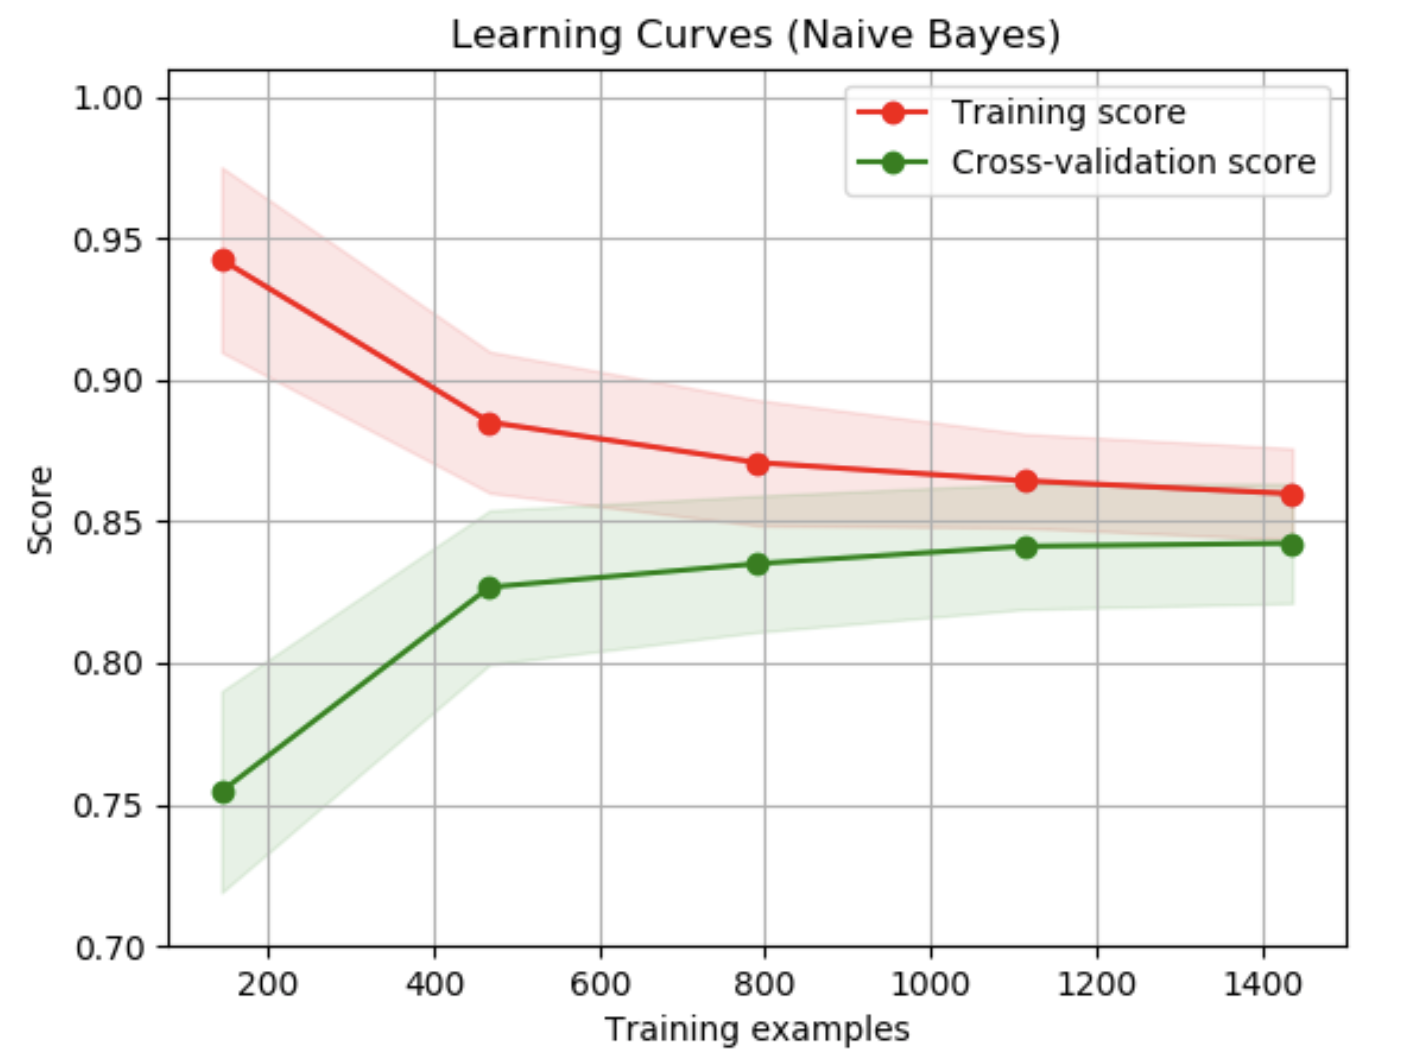 Learning Curves (Naive Bayes)
Training score
Cross-validation score
1.00
0.95
0.90
0.85
0.80
0.75
0.70
Score
200 400 600 800 1000 1200 1400
Training examples